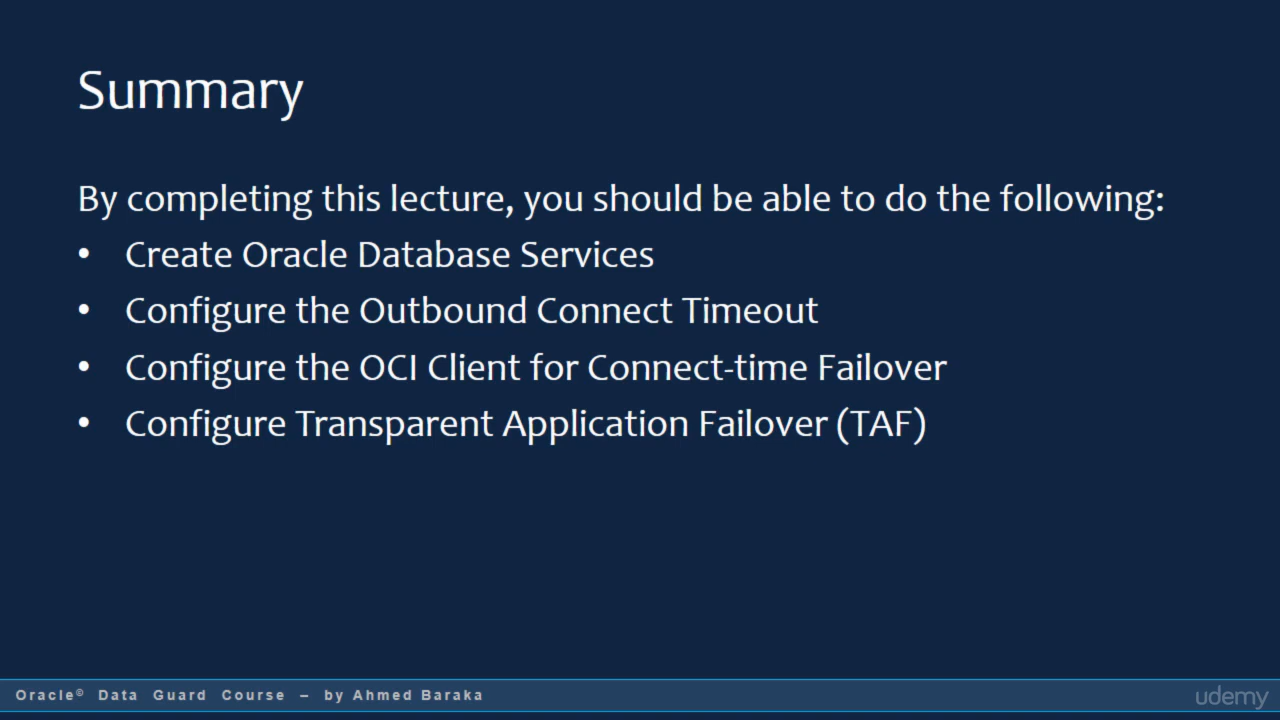 Summary
By completing this lecture, you should be able to do the following:
• Create Oracle Database Services
• Configure the Outbound Connect Timeout
• Configure the OCI Client for Connect-time Failover
• Configure Transparent Application Failover (TAF)
Oracle© Data Guard Course – by Ahmed Baraka
udemy